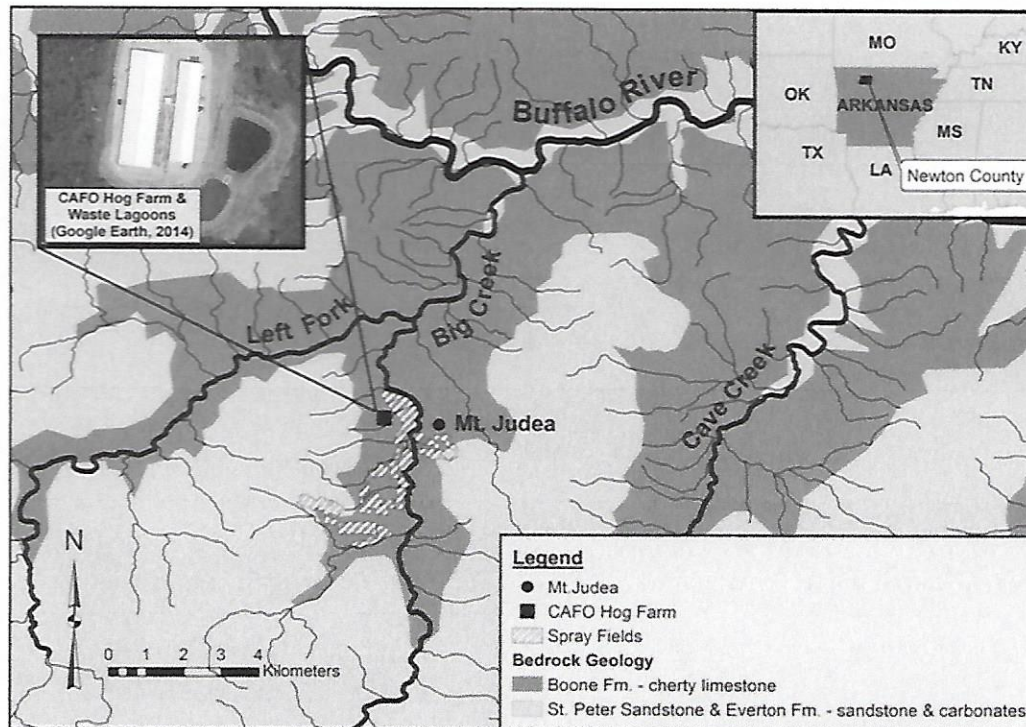 CAFO Hog Farm &
Waste Lagoons
(Google Earth, 2014)
Buffalo River
MO
KY
OK
ARKANSAS
TN
MS
TX
LA
Newton County
Left Fork
Big Creek
Cave Creek
Mt. Judea
N
0 1 2 3 4
Kilometers
Legend
Mt.Judea
CAFO Hog Farm
Spray Fields
Bedrock Geology
Boone Fm. - cherty limestone
St. Peter Sandstone & Everton Fm. - sandstone & carbonates